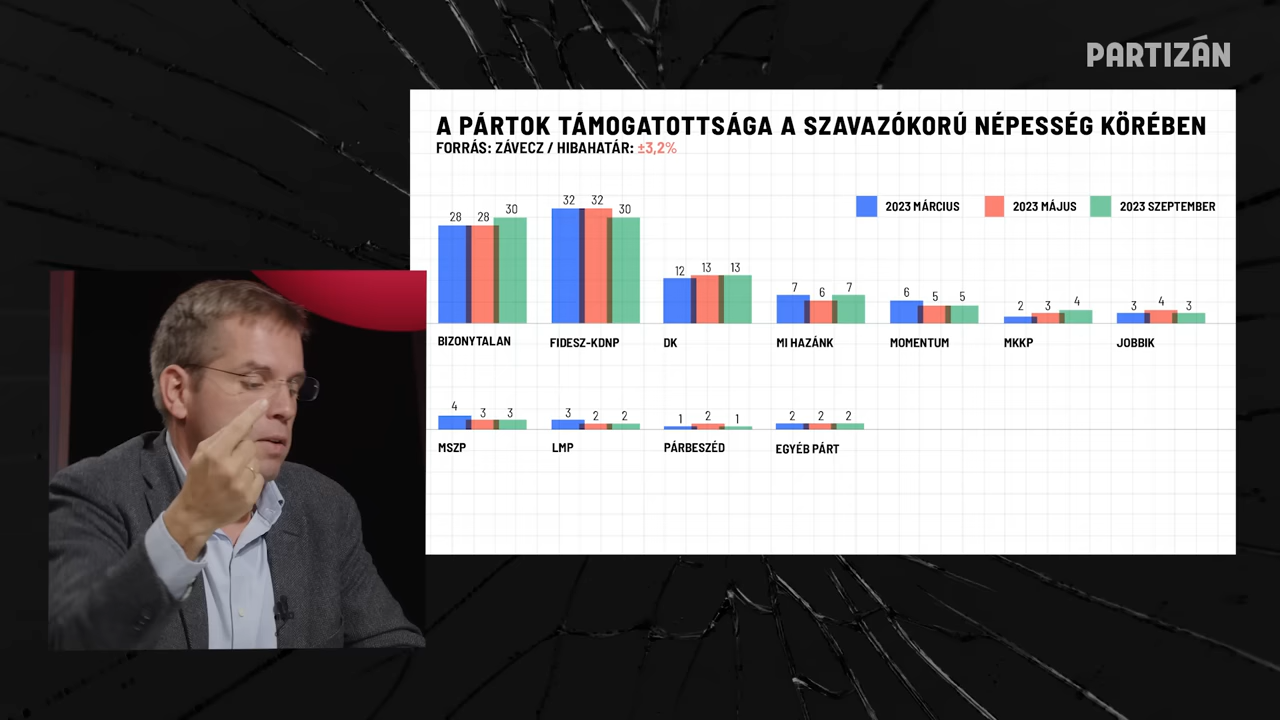 PARTIZÁN
A PÁRTOK TÁMOGATOTTSÁGA A SZAVAZÓKORÚ NÉPESSÉG KÖRÉBEN
FORRÁS: ZÁVECZ / HIBAHATÁR: ±3,2%
2023 MÁRCIUS 2023 MÁJUS 2023 SZEPTEMBER
28 28 30 32 32 30 12 13 13 7 6 7 6 5 5 2 3 4 3 4 3
BIZONYTALAN FIDESZ-KDNP DK MI HAZÁNK MOMENTUM MKKP JOBBIK
4 3 3 3 2 2 1 2 1 2 2 2
MSZP LMP PÁRBESZÉD EGYÉB PÁRT